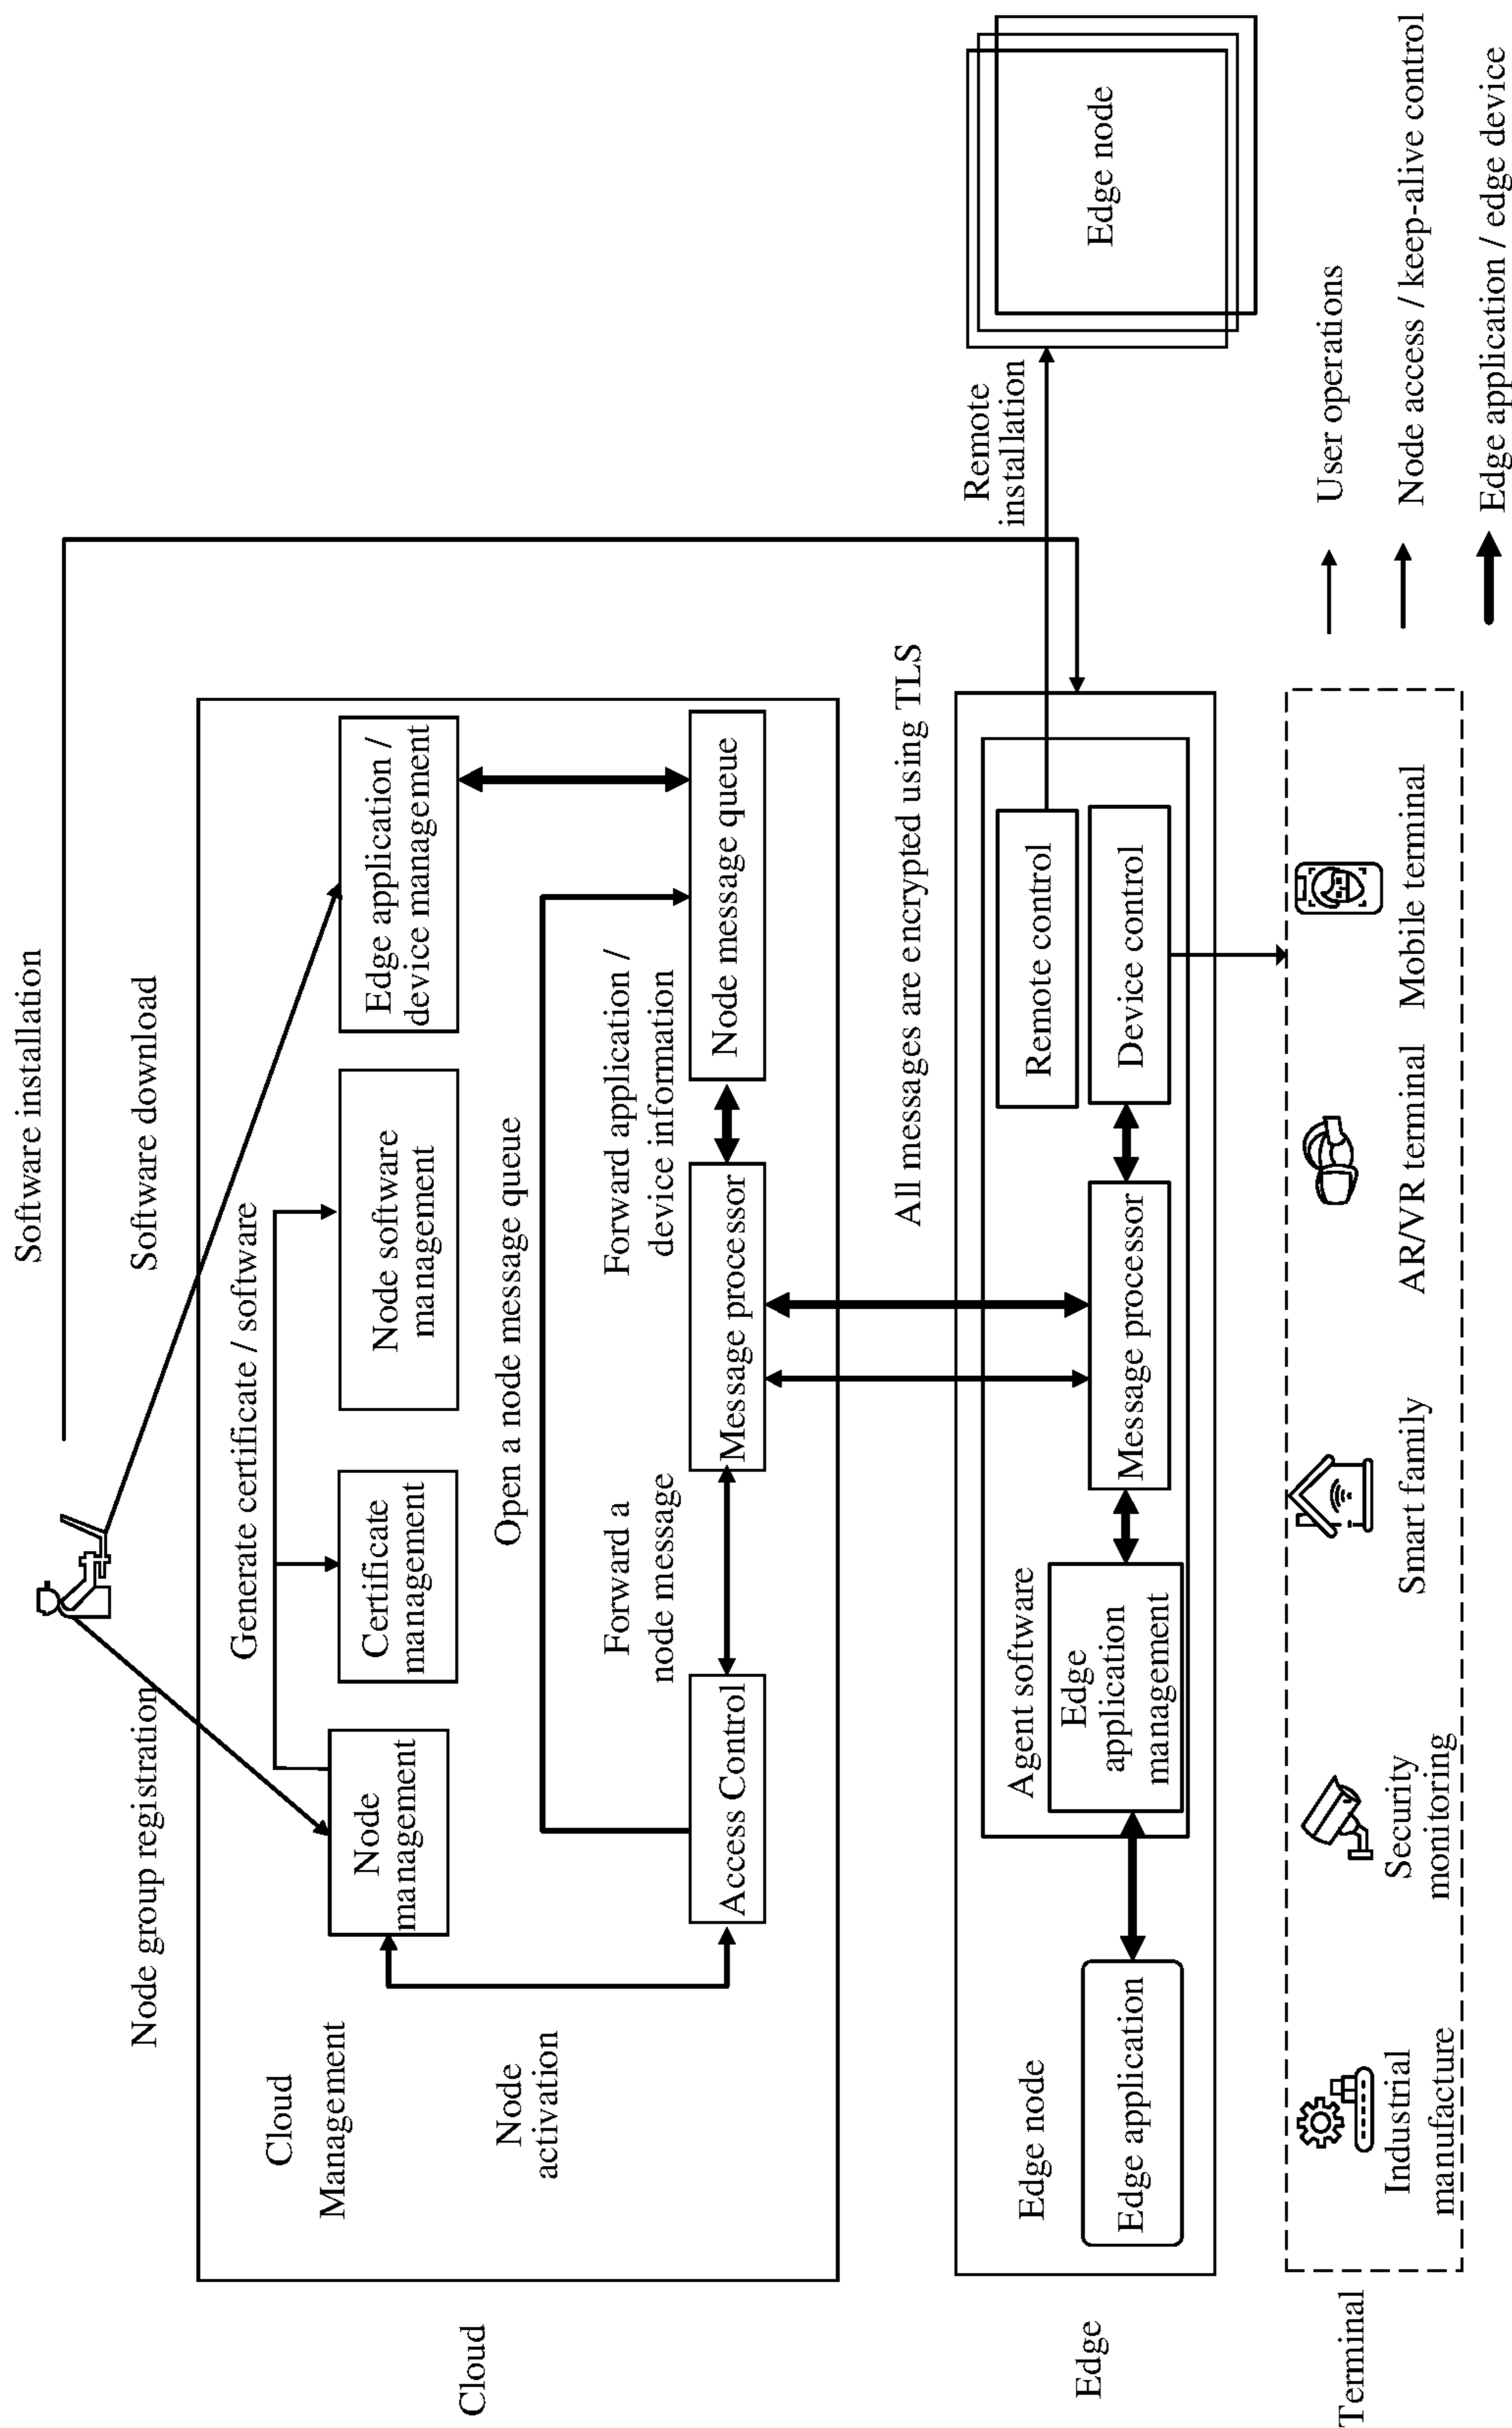 Software installation
Node group registration
Software download
Cloud
Cloud
Management
Generate certificate / software
Node
management
Certificate
management
Node software
management
Edge application /
device management
Node
activation
Open a node message queue
Forward a
node message
Forward application /
device information
Access Control
Message processor
Node message queue
All messages are encrypted using TLS
Edge
Edge node
Agent software
Edge application
Edge
application
management
Message processor
Remote control
Device control
Remote
installation
Edge node
Terminal
Industrial
manufacture
Security
monitoring
Smart family
AR/VR terminal
Mobile terminal
User operations
Node access / keep-alive control
Edge application / edge device